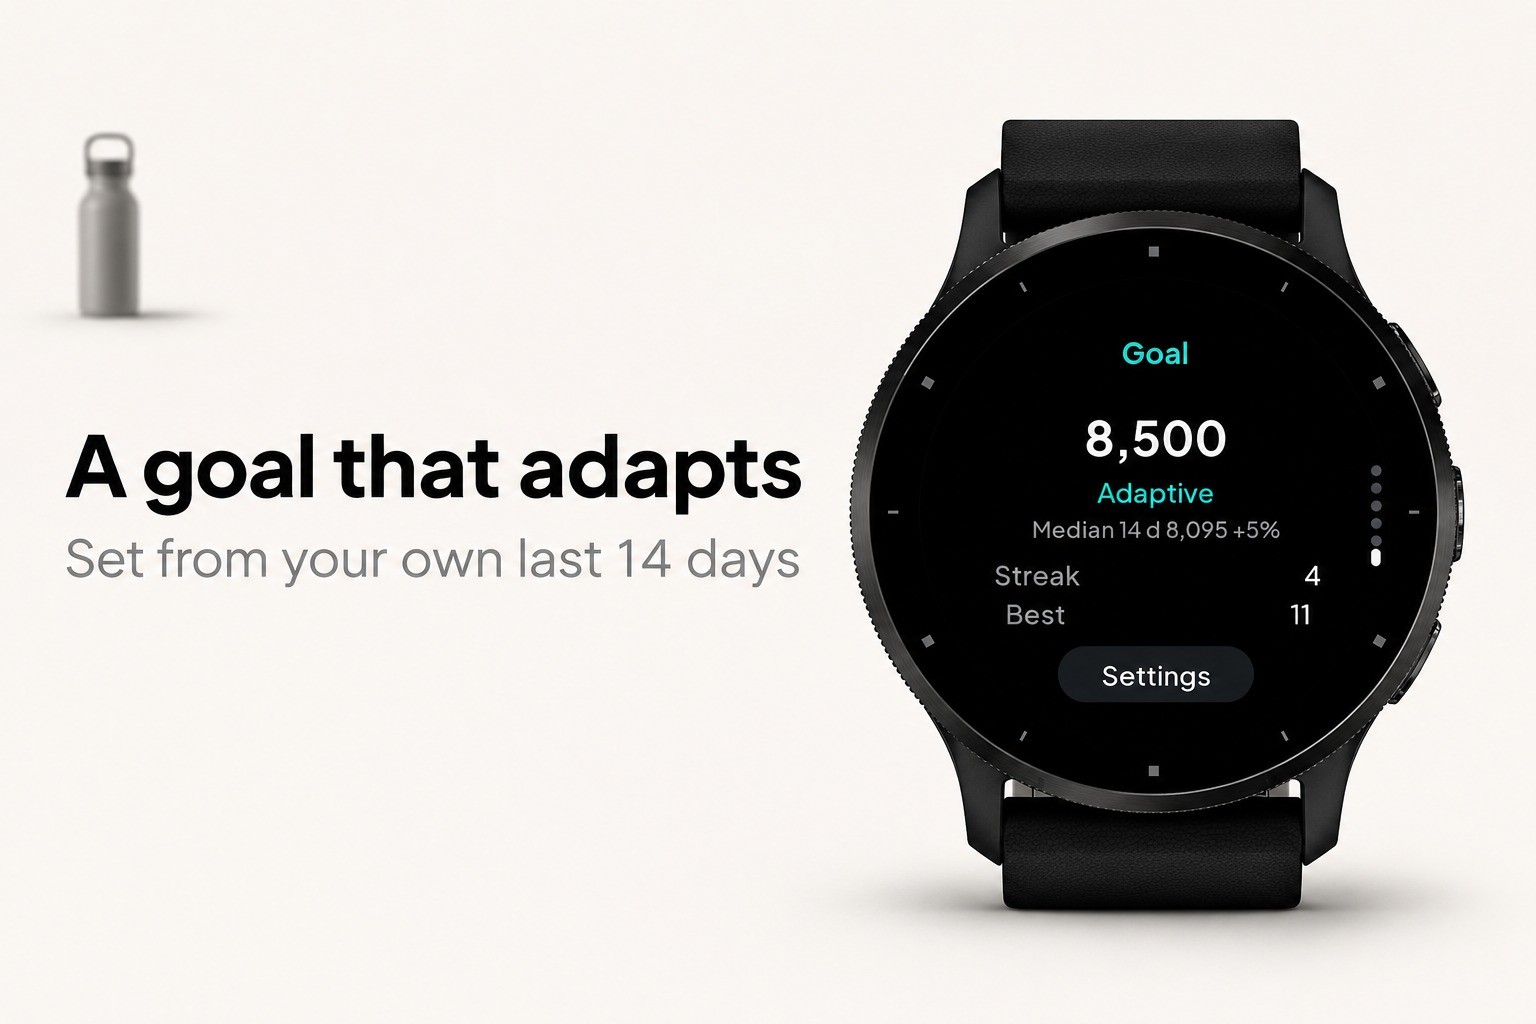 A goal that adapts
Set from your own last 14 days
Goal
8,500
Adaptive
Median 14 d 8,095 +5%
Streak 4
Best 11
Settings